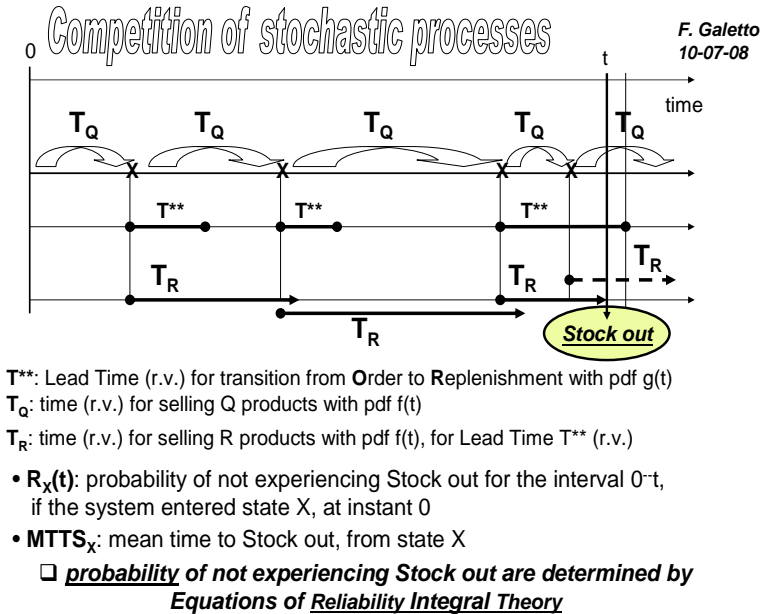 Competition of stochastic processes
F. Galetto
10-07-08
0
t
time
T_Q T_Q T_Q T_Q T_Q
X X X X
T** T** T**
T_R
T_R T_R
T_R
Stock out
T**: Lead Time (r.v.) for transition from Order to Replenishment with pdf g(t)
T_Q: time (r.v.) for selling Q products with pdf f(t)
T_R: time (r.v.) for selling R products with pdf f(t), for Lead Time T** (r.v.)
• R_X(t): probability of not experiencing Stock out for the interval 0--t,
if the system entered state X, at instant 0
• MTTS_X: mean time to Stock out, from state X
❑ probability of not experiencing Stock out are determined by
Equations of Reliability Integral Theory